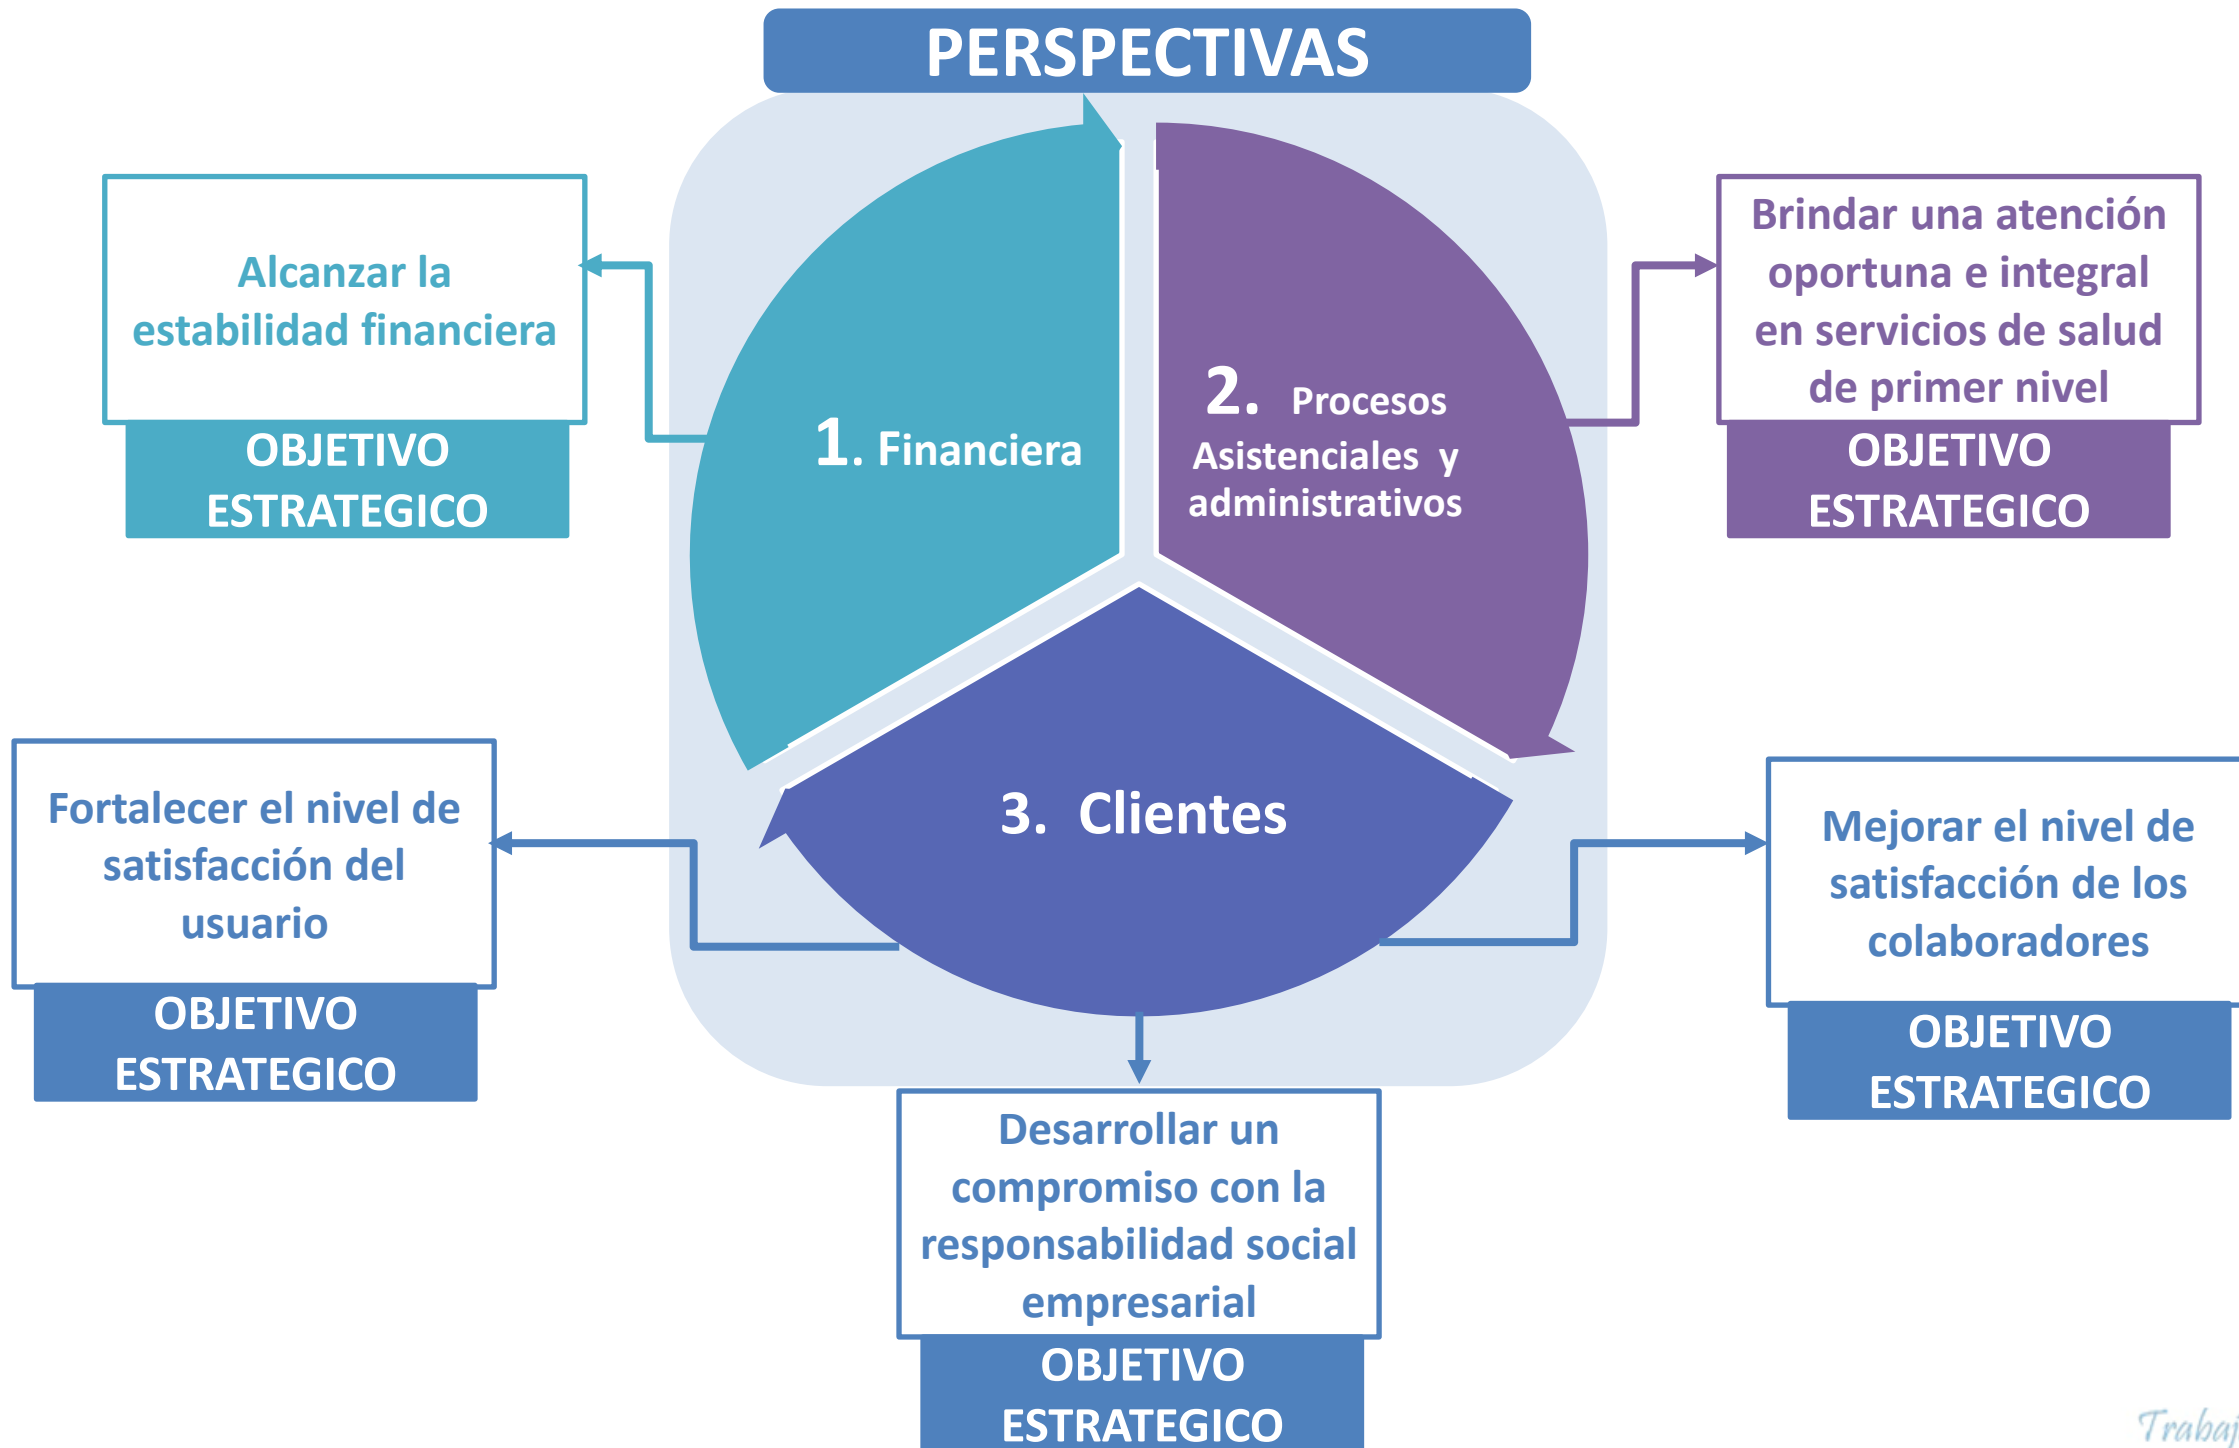 PERSPECTIVAS
Alcanzar la
estabilidad financiera
OBJETIVO
ESTRATEGICO
1. Financiera
2. Procesos
Asistenciales y
administrativos
Brindar una atención
oportuna e integral
en servicios de salud
de primer nivel
OBJETIVO
ESTRATEGICO
Fortalecer el nivel de
satisfacción del
usuario
OBJETIVO
ESTRATEGICO
3. Clientes
Mejorar el nivel de
satisfacción de los
colaboradores
OBJETIVO
ESTRATEGICO
Desarrollar un
compromiso con la
responsabilidad social
empresarial
OBJETIVO
ESTRATEGICO